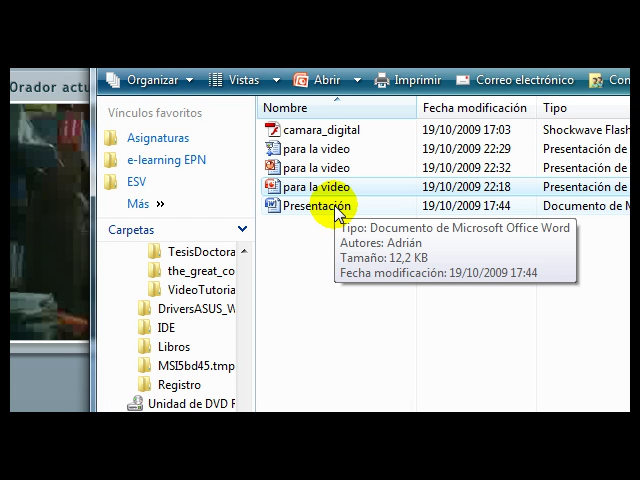 Orador actu
Organizar Vistas Abrir Imprimir Correo electrónico Con
Vínculos favoritos
Asignaturas
e-learning EPN
ESV
Más »
Carpetas
TesisDoctora
the_great_co
VideoTutoria
DriversASUS_W
IDE
Libros
MSI5bd45.tmp
Registro
Unidad de DVD R
Nombre Fecha modificación Tipo
camara_digital 19/10/2009 17:03 Shockwave Flash
para la video 19/10/2009 22:29 Presentación de
para la video 19/10/2009 22:32 Presentación de
para la video 19/10/2009 22:18 Presentación de
Presentación 19/10/2009 17:44 Documento de M
Tipo: Documento de Microsoft Office Word
Autores: Adrián
Tamaño: 12,2 KB
Fecha modificación: 19/10/2009 17:44